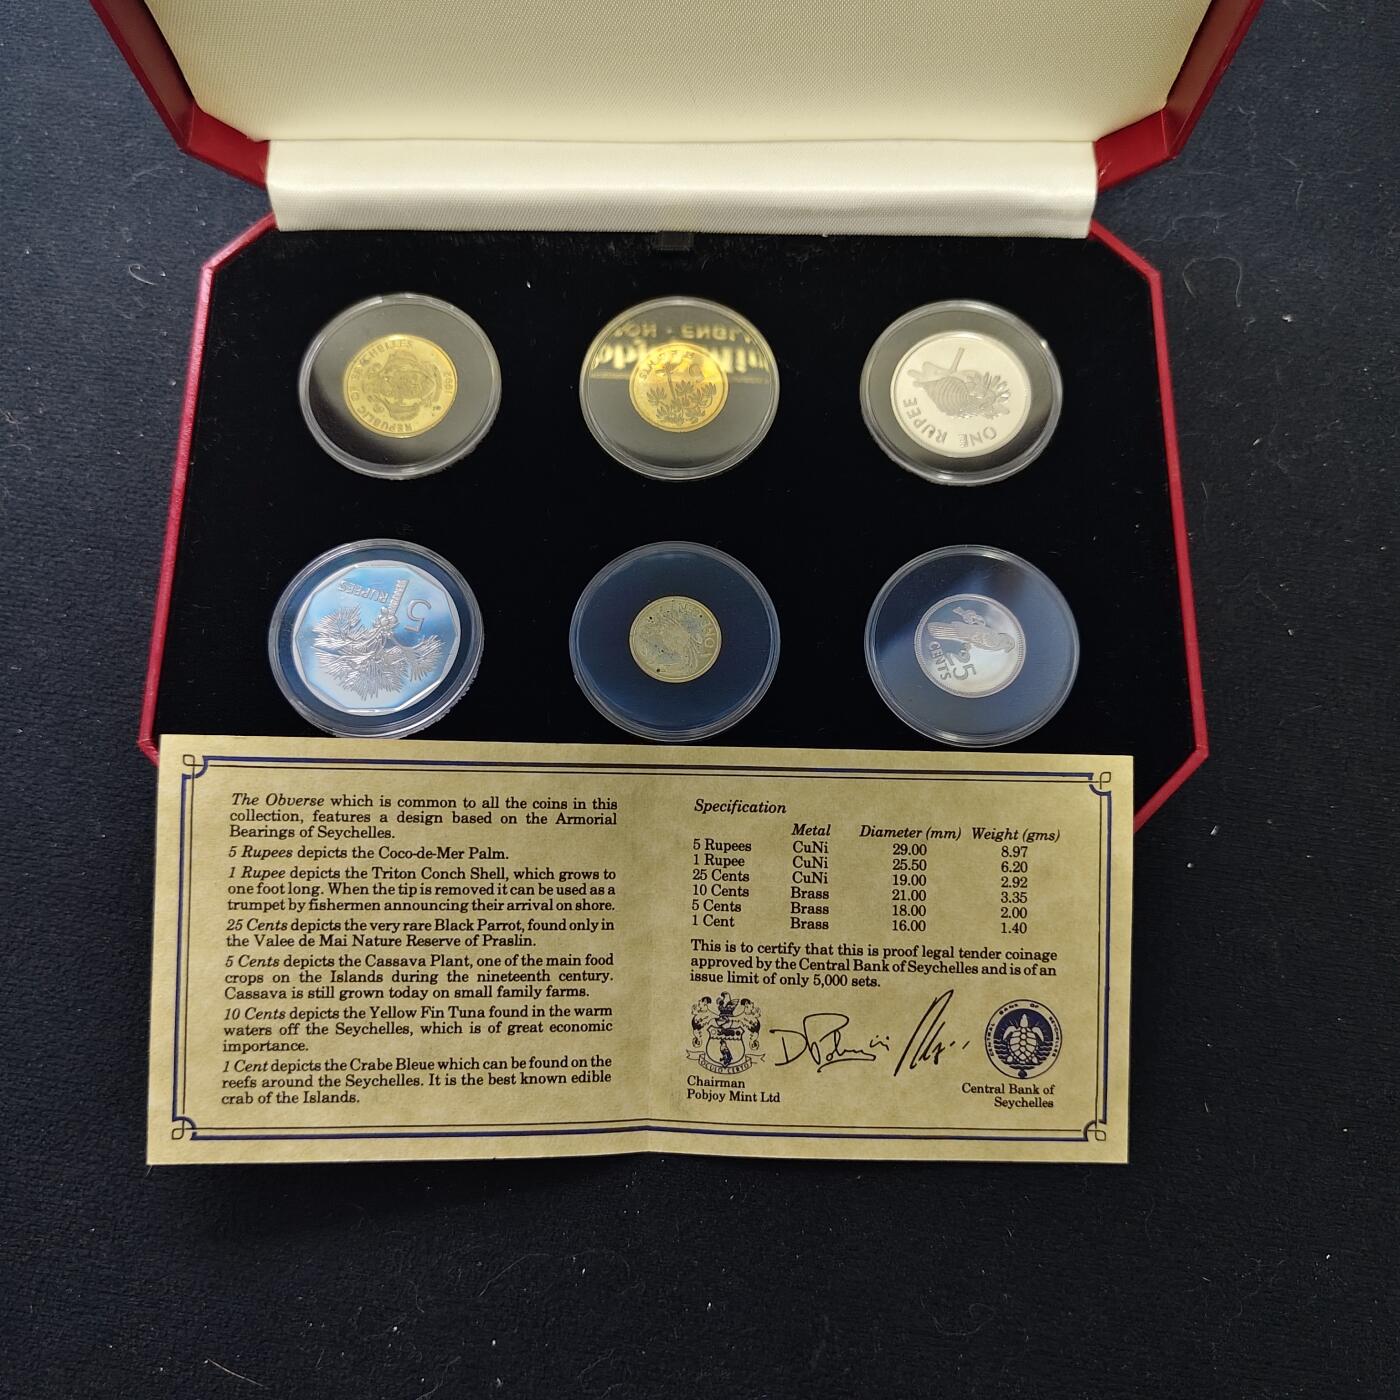 REPUBLIC OF SEYCHELLES
ONE RUPEE
5
RUPEES
25
CENTS
The Obverse which is common to all the coins in this
collection, features a design based on the Armorial
Bearings of Seychelles.
5 Rupees depicts the Coco-de-Mer Palm.
1 Rupee depicts the Triton Conch Shell, which grows to
one foot long. When the tip is removed it can be used as a
trumpet by fishermen announcing their arrival on shore.
25 Cents depicts the very rare Black Parrot, found only in
the Valee de Mai Nature Reserve of Praslin.
5 Cents depicts the Cassava Plant, one of the main food
crops on the Islands during the nineteenth century.
Cassava is still grown today on small family farms.
10 Cents depicts the Yellow Fin Tuna found in the warm
waters off the Seychelles, which is of great economic
importance.
1 Cent depicts the Crabe Bleue which can be found on the
reefs around the Seychelles. It is the best known edible
crab of the Islands.
Specification
Metal Diameter (mm) Weight (gms)
5 Rupees CuNi 29.00 8.97
1 Rupee CuNi 25.50 6.20
25 Cents CuNi 19.00 2.92
10 Cents Brass 21.00 3.35
5 Cents Brass 18.00 2.00
1 Cent Brass 16.00 1.40
This is to certify that this is proof legal tender coinage
approved by the Central Bank of Seychelles and is of an
issue limit of only 5,000 sets.
Chairman
Pobjoy Mint Ltd
CENTRAL BANK OF SEYCHELLES
Central Bank of
Seychelles